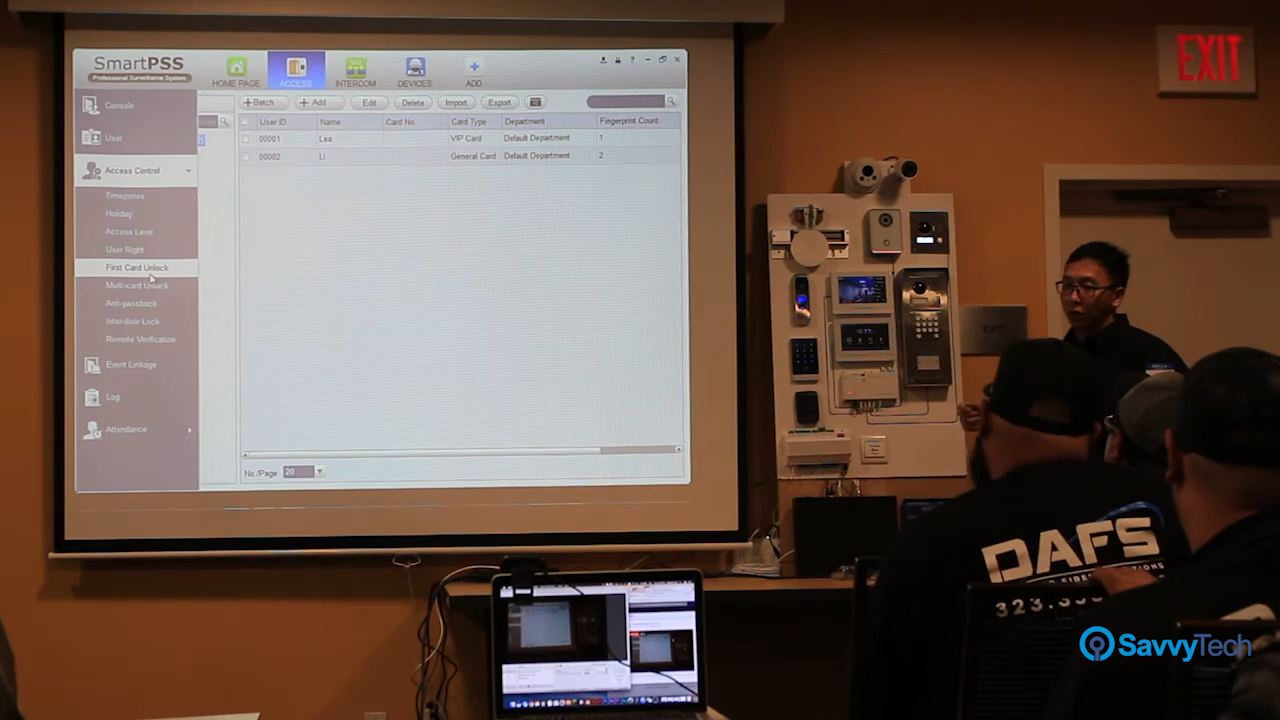 SmartPSS
Professional Surveillance System
HOME PAGE
ACCESS
INTERCOM
DEVICES
ADD
Console
User
Access Control
Timezones
Holiday
Access Level
User Right
First Card Unlock
Multi-card Unlock
Anti-passback
Inter-door Lock
Remote Verification
Event Linkage
Log
Attendance
+Batch
+ Add
Edit
Delete
Import
Export
User ID Name Card No. Card Type Department Fingerprint Count
00001 Lea VIP Card Default Department 1
00002 Li General Card Default Department 2
No./Page 20
EXIT
EXIT
DAFS
SavvyTech